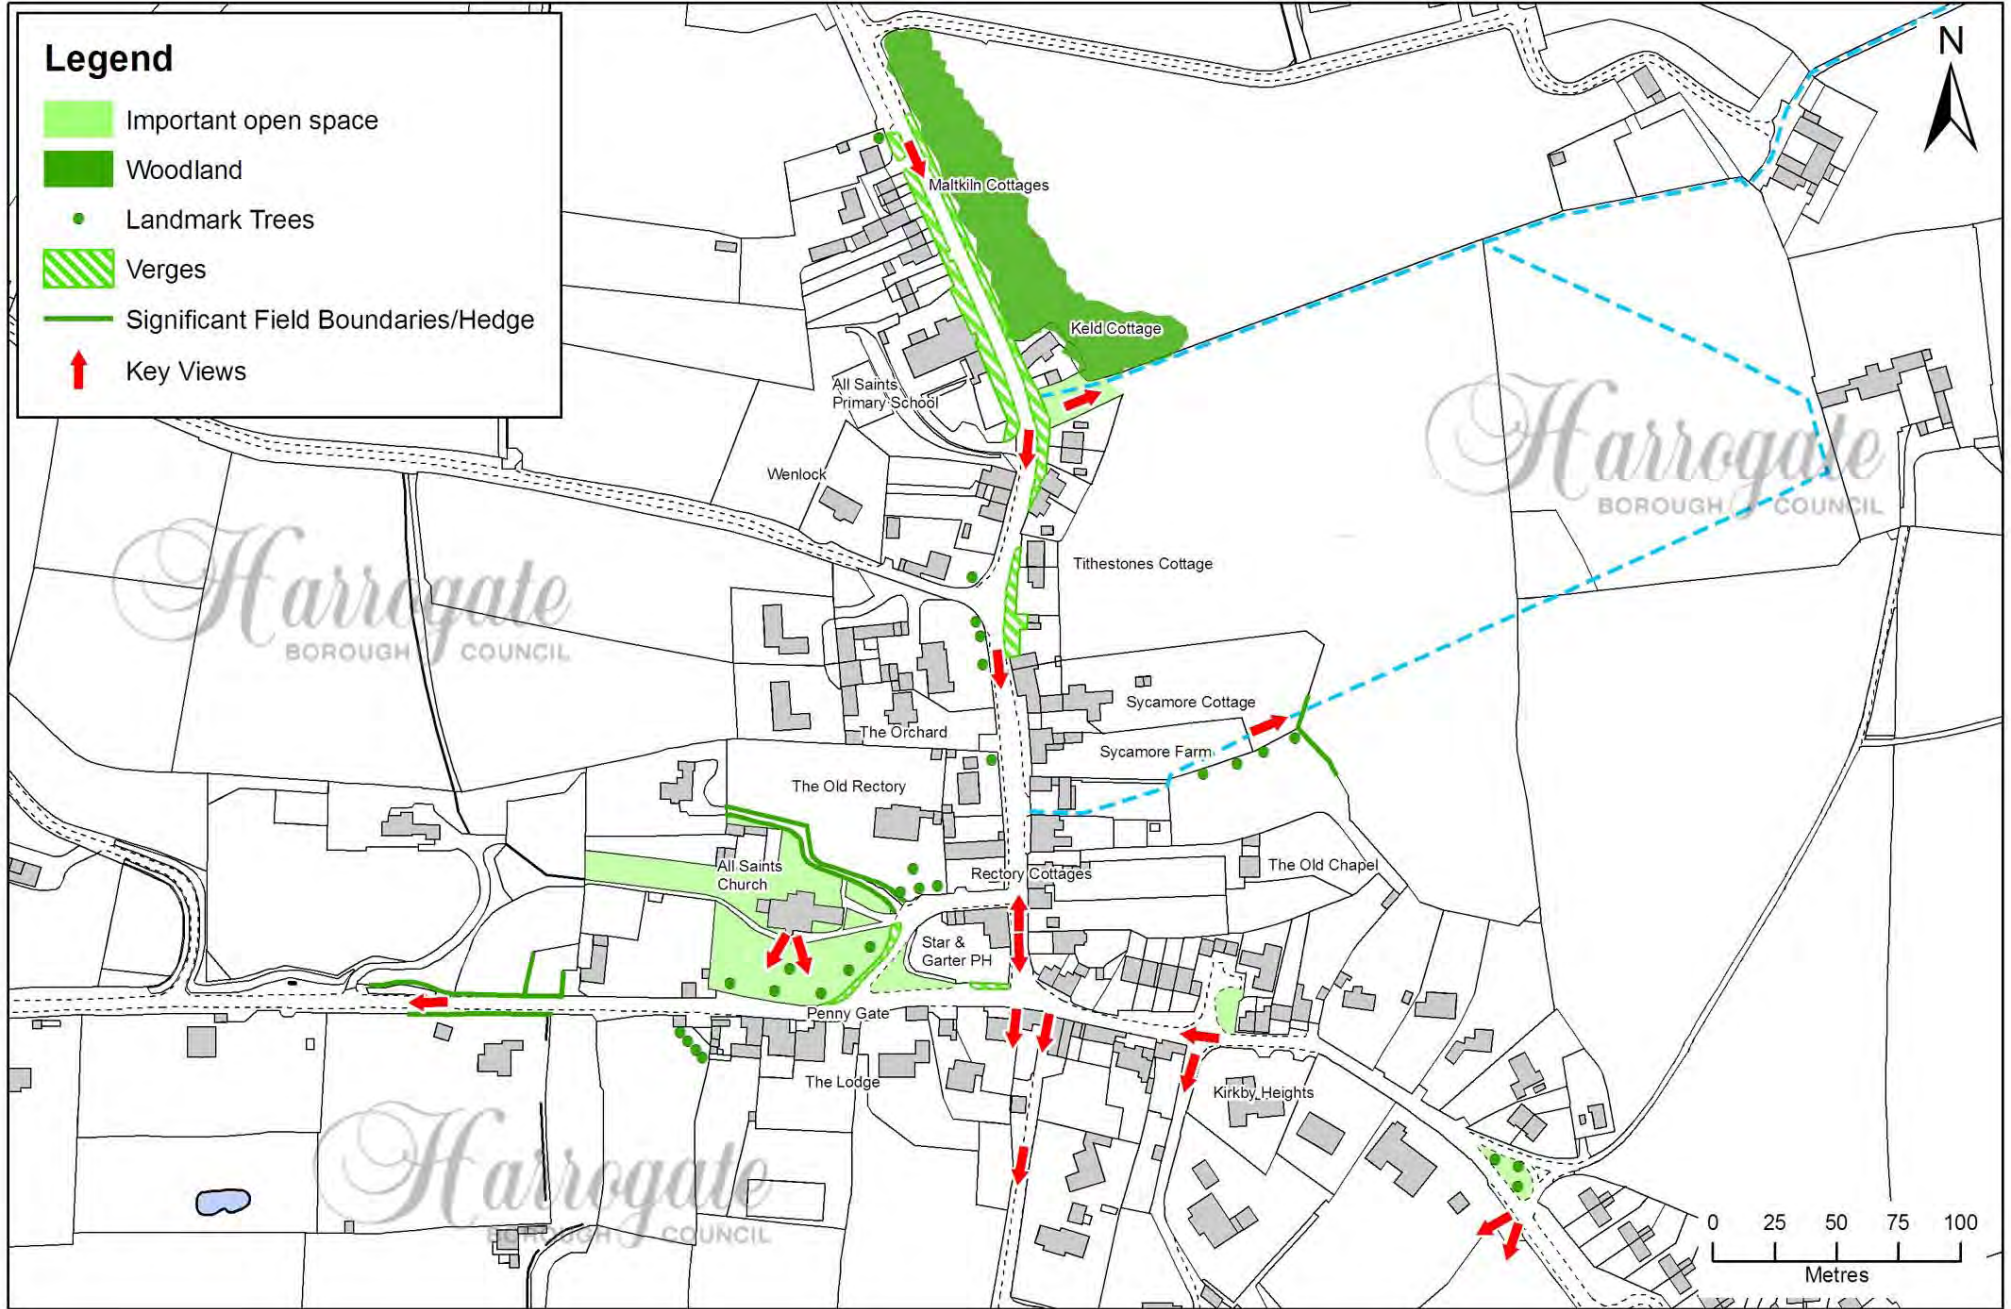 Legend
Important open space
Woodland
Landmark Trees
Verges
Significant Field Boundaries/Hedge
Key Views
N
Maltkiln Cottages
Keld Cottage
All Saints
Primary School
Wenlock
Harrogate
BOROUGH COUNCIL
Harrogate
BOROUGH COUNCIL
Tithestones Cottage
Sycamore Cottage
The Orchard
Sycamore Farm
The Old Rectory
All Saints
Church
Rectory Cottages
The Old Chapel
Star &
Garter PH
Penny Gate
The Lodge
Kirkby Heights
Harrogate
BOROUGH COUNCIL
0 25 50 75 100
Metres